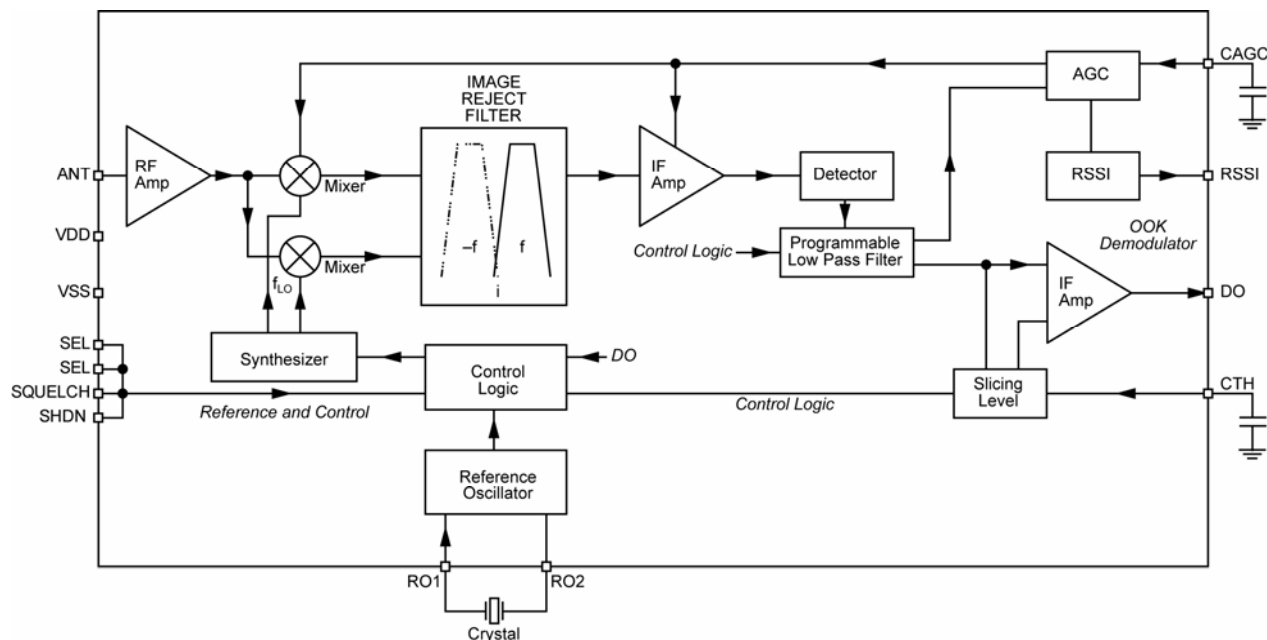 CAGC
AGC
IMAGE
REJECT
FILTER
RF
Amp
ANT
Mixer
IF
Amp
Detector
RSSI
RSSI
OOK
Demodulator
VDD
–f
f
Control Logic
Programmable
Low Pass Filter
Mixer
fLO
i
IF
Amp
DO
VSS
SEL
Synthesizer
DO
Control
Logic
SEL
SQUELCH
Reference and Control
Control Logic
Slicing
Level
CTH
SHDN
Reference
Oscillator
RO1
RO2
Crystal